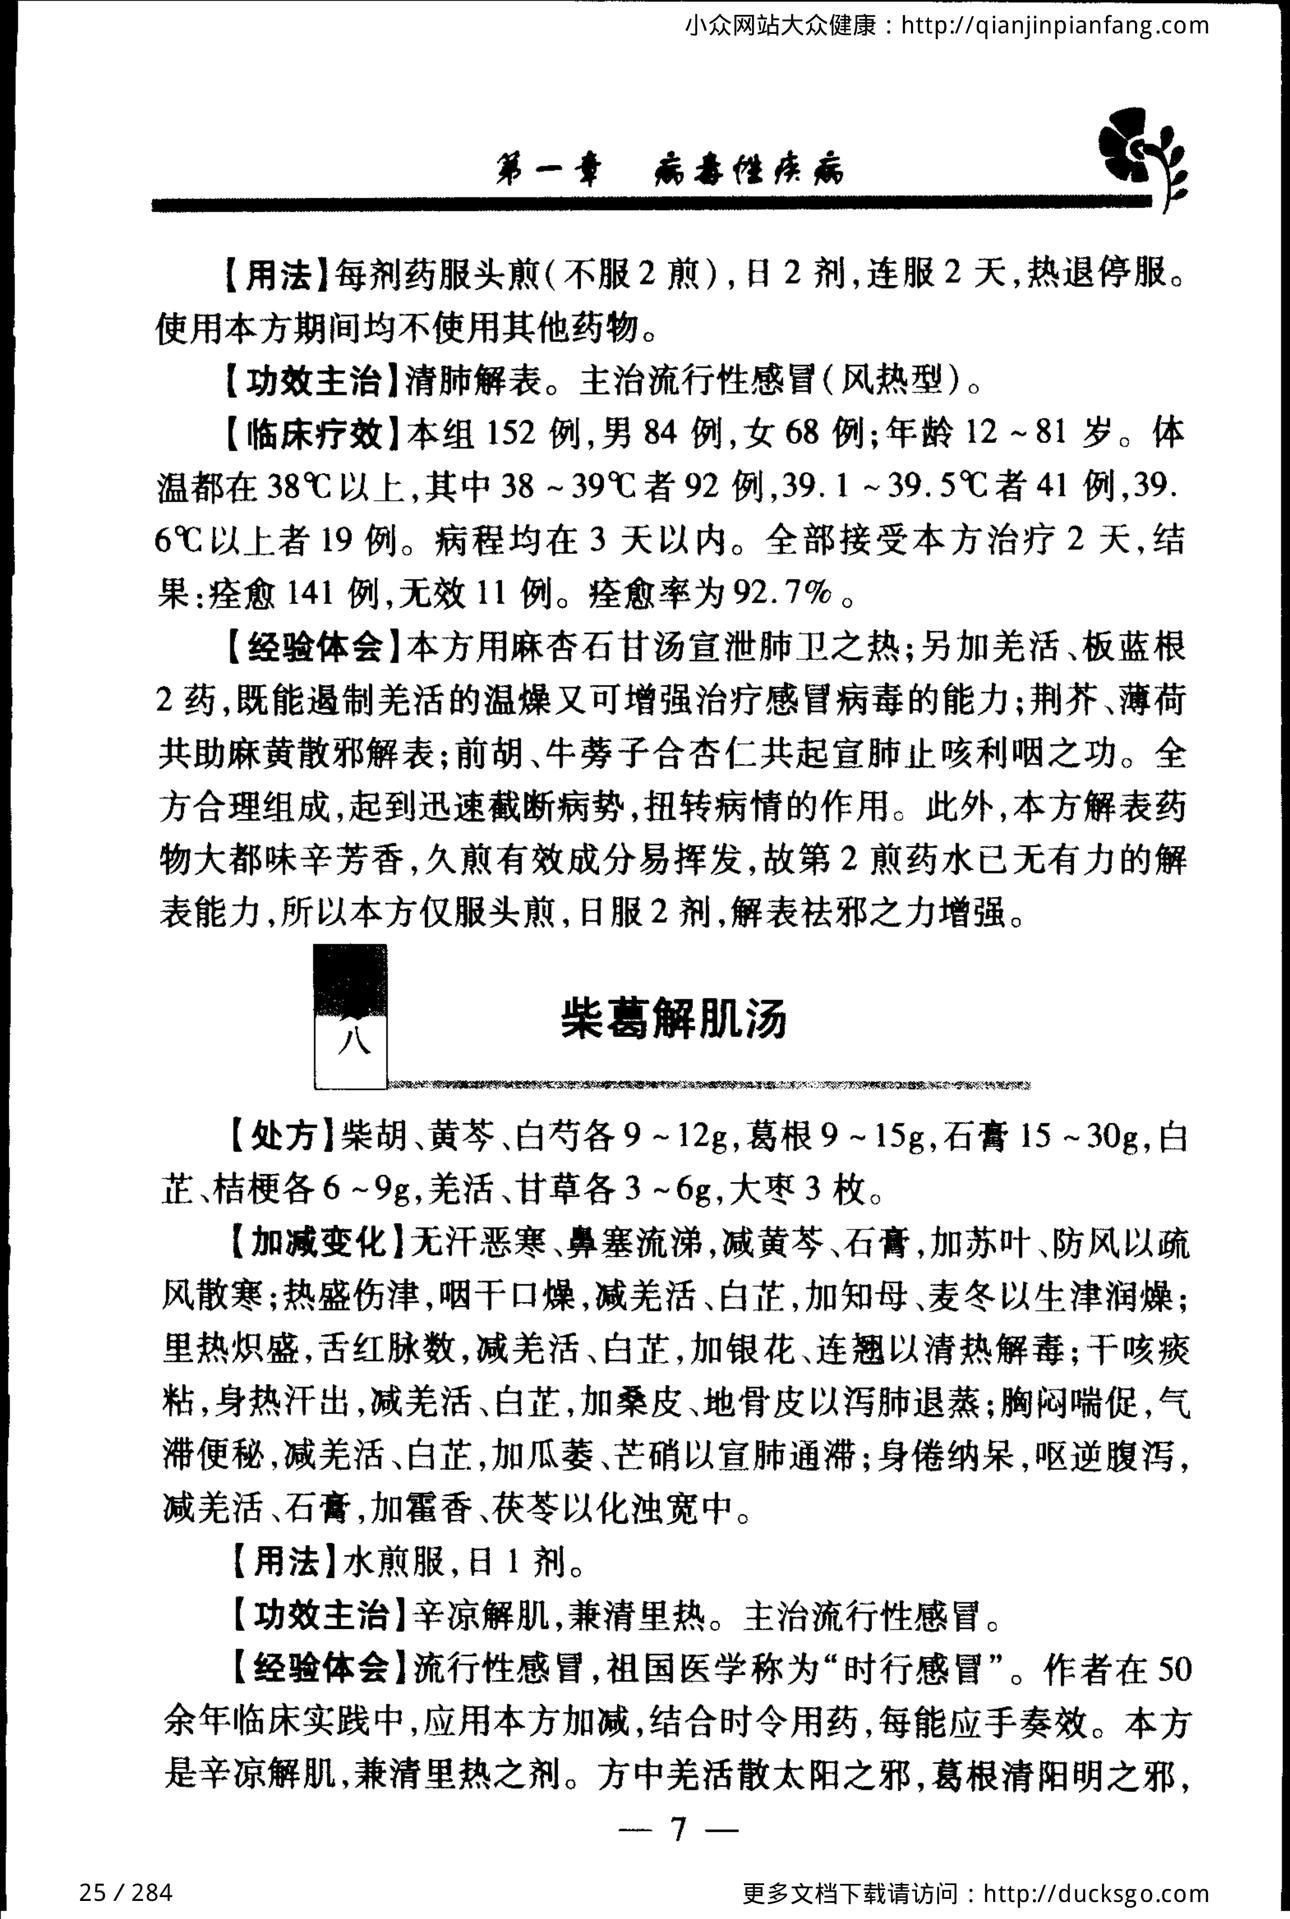 小众网站大众健康：http://qianjinpianfang.com
第一章　病毒性疾病
【用法】每剂药服头煎(不服2煎),日2剂,连服2天,热退停服。
使用本方期间均不使用其他药物。
【功效主治】清肺解表。主治流行性感冒(风热型)。
【临床疗效】本组152例,男84例,女68例;年龄12~81岁。体
温都在38℃以上,其中38~39℃者92例,39.1~39.5℃者41例,39.
6℃以上者19例。病程均在3天以内。全部接受本方治疗2天,结
果:痊愈141例,无效11例。痊愈率为92.7%。
【经验体会】本方用麻杏石甘汤宣泄肺卫之热;另加羌活、板蓝根
2药,既能遏制羌活的温燥又可增强治疗感冒病毒的能力;荆芥、薄荷
共助麻黄散邪解表;前胡、牛蒡子合杏仁共起宣肺止咳利咽之功。全
方合理组成,起到迅速截断病势,扭转病情的作用。此外,本方解表药
物大都味辛芳香,久煎有效成分易挥发,故第2煎药水已无有力的解
表能力,所以本方仅服头煎,日服2剂,解表祛邪之力增强。
八
柴葛解肌汤
【处方】柴胡、黄芩、白芍各9~12g,葛根9~15g,石膏15~30g,白
芷、桔梗各6~9g,羌活、甘草各3~6g,大枣3枚。
【加减变化】无汗恶寒、鼻塞流涕,减黄芩、石膏,加苏叶、防风以疏
风散寒;热盛伤津,咽干口燥,减羌活、白芷,加知母、麦冬以生津润燥;
里热炽盛,舌红脉数,减羌活、白芷,加银花、连翘以清热解毒;干咳痰
粘,身热汗出,减羌活、白芷,加桑皮、地骨皮以泻肺退蒸;胸闷喘促,气
滞便秘,减羌活、白芷,加瓜蒌、芒硝以宣肺通滞;身倦纳呆,呕逆腹泻,
减羌活、石膏,加霍香、茯苓以化浊宽中。
【用法】水煎服,日1剂。
【功效主治】辛凉解肌,兼清里热。主治流行性感冒。
【经验体会】流行性感冒,祖国医学称为“时行感冒”。作者在50
余年临床实践中,应用本方加减,结合时令用药,每能应手奏效。本方
是辛凉解肌,兼清里热之剂。方中羌活散太阳之邪,葛根清阳明之邪,
— 7 —
25 / 284
更多文档下载请访问：http://ducksgo.com